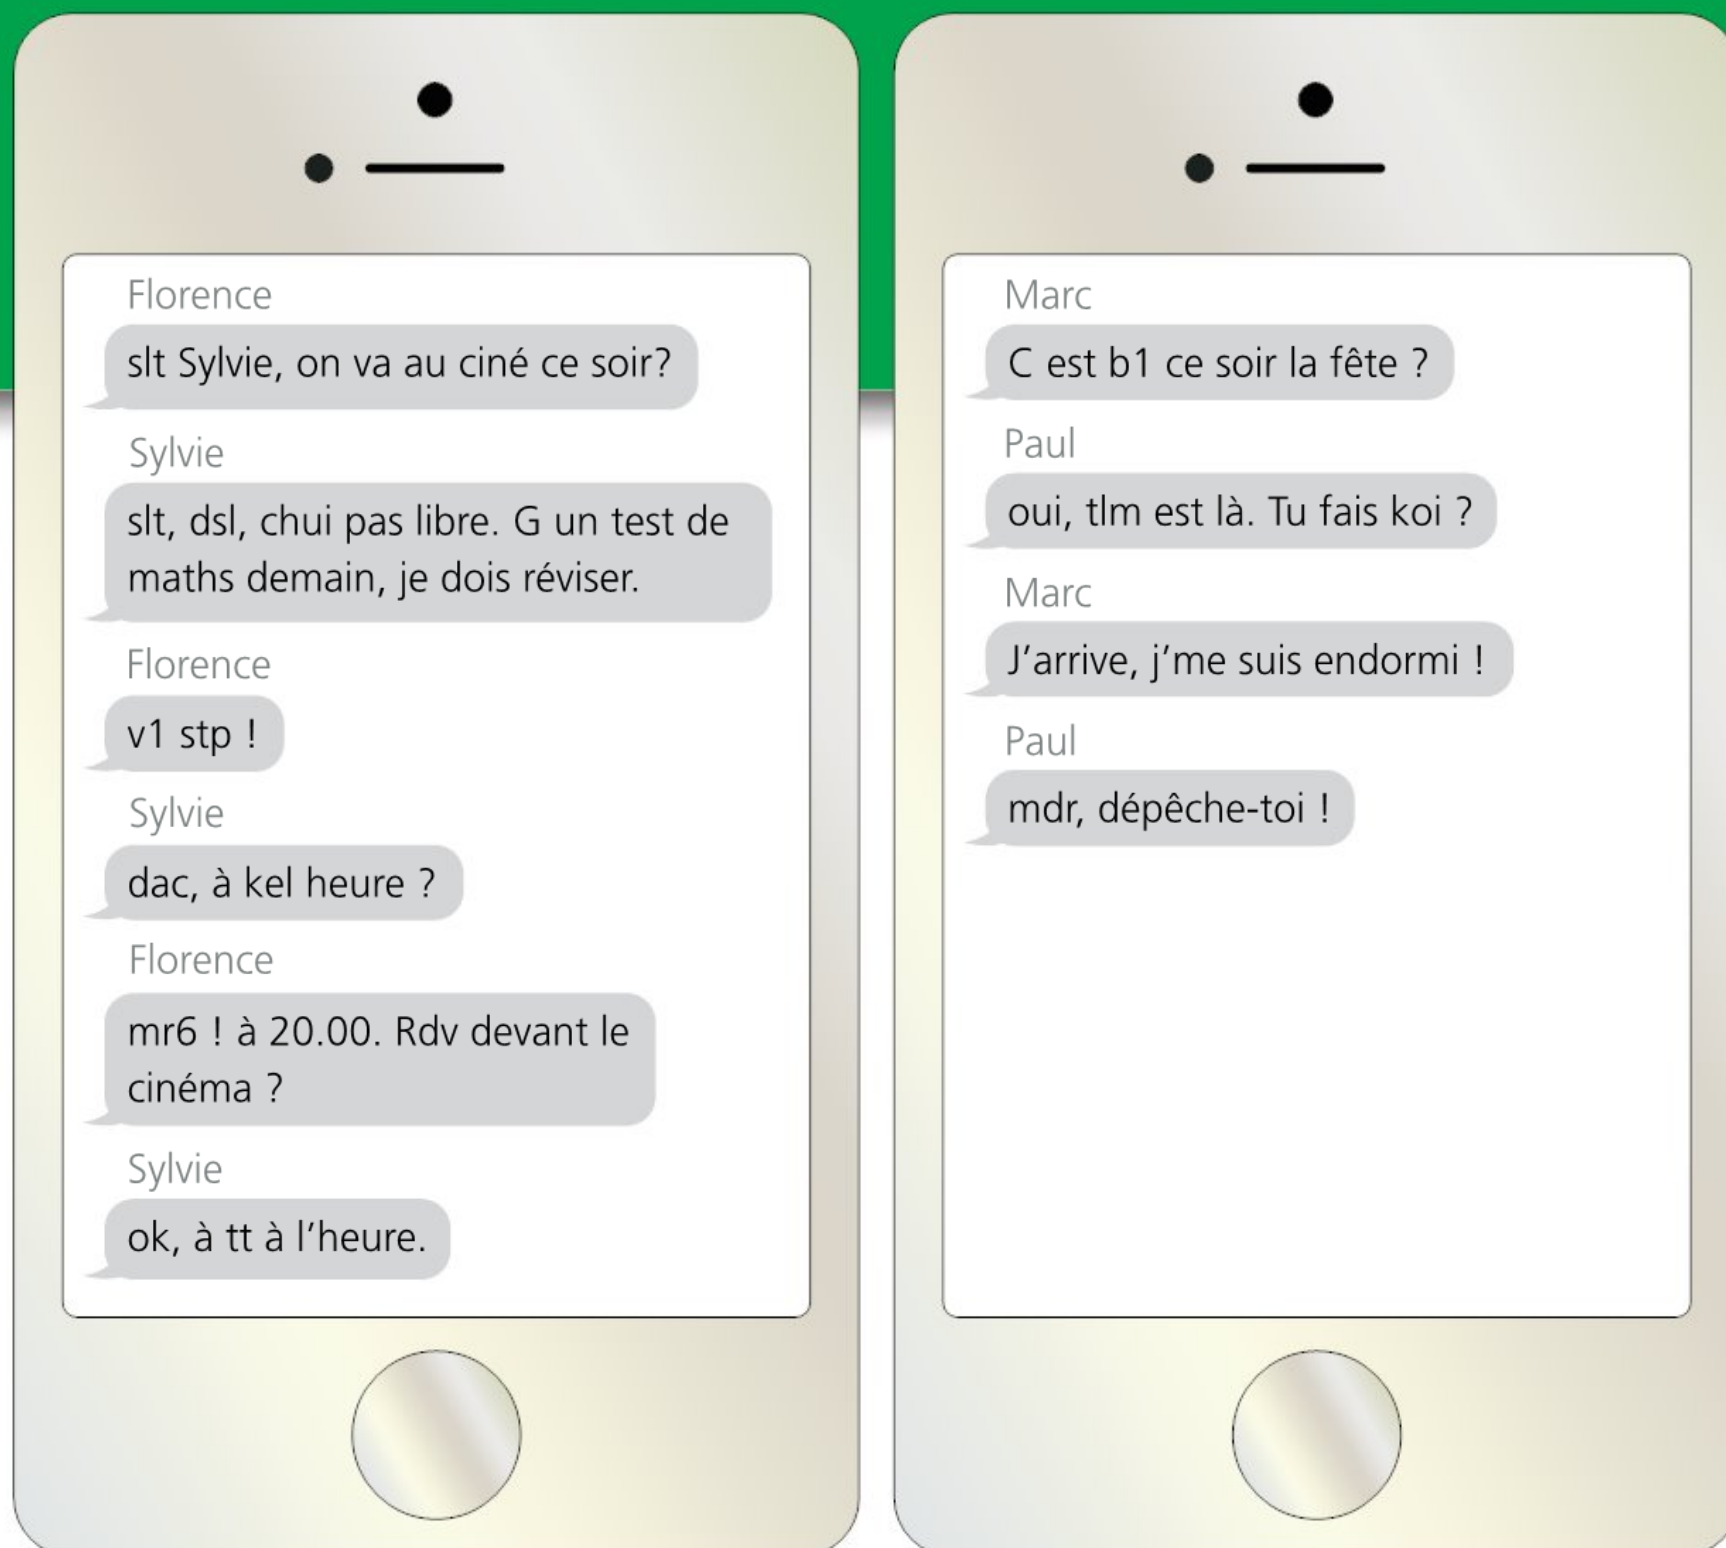 Florence
slt Sylvie, on va au ciné ce soir?
Sylvie
slt, dsl, chui pas libre. G un test de
maths demain, je dois réviser.
Florence
v1 stp !
Sylvie
dac, à kel heure ?
Florence
mr6 ! à 20.00. Rdv devant le
cinéma ?
Sylvie
ok, à tt à l’heure.
Marc
C est b1 ce soir la fête ?
Paul
oui, tlm est là. Tu fais koi ?
Marc
J’arrive, j’me suis endormi !
Paul
mdr, dépêche-toi !